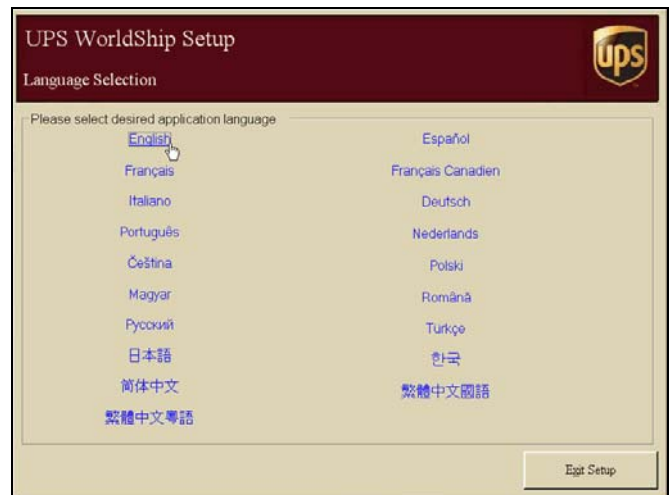 UPS WorldShip Setup
ups
Language Selection
Please select desired application language
English Español
Français Français Canadien
Italiano Deutsch
Português Nederlands
Čeština Polski
Magyar Română
Русский Türkçe
日本語 한국
简体中文 繁體中文國語
繁體中文粵語
Exit Setup